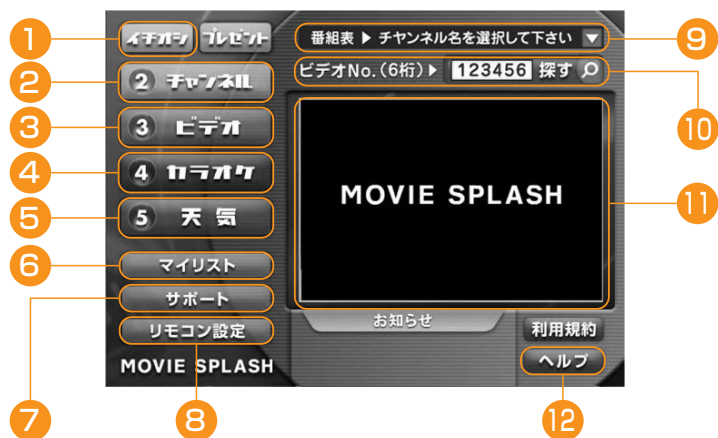 1 イチオシ プレゼント
番組表 ▶ チャンネル名を選択して下さい ▼ 9
2 ② チャンネル
ビデオNo.(6桁)▶ 123456 探す 10
3 ③ ビデオ
4 ④ カラオケ
MOVIE SPLASH 11
5 ⑤ 天気
6 マイリスト
サポート
お知らせ
リモコン設定
利用規約
MOVIE SPLASH
ヘルプ
7 8 12